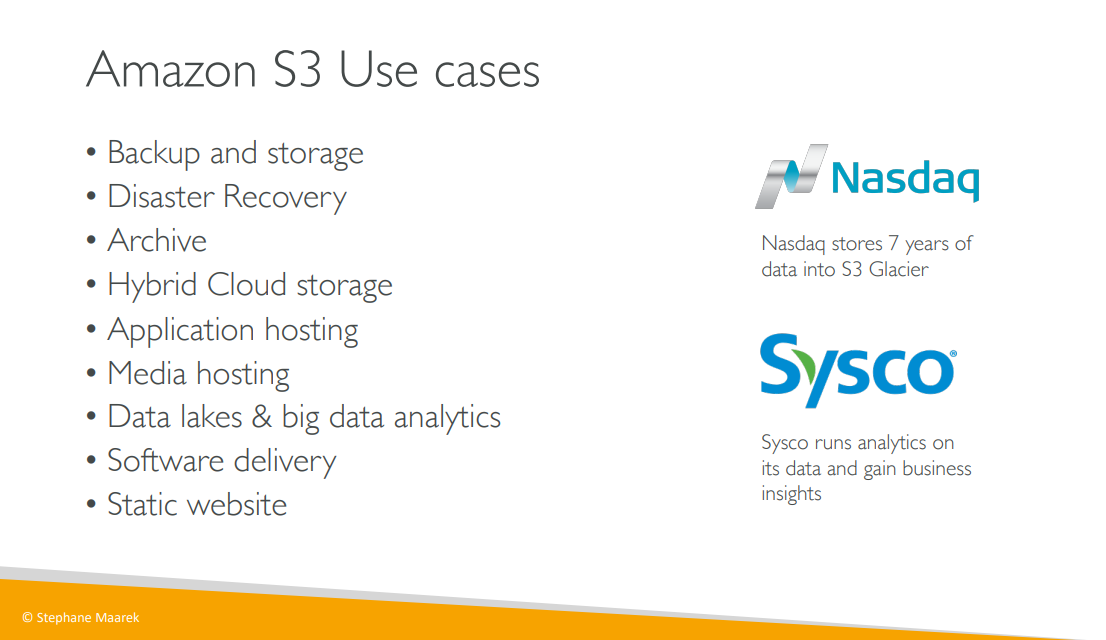 Amazon S3 Use cases
• Backup and storage
• Disaster Recovery
• Archive
• Hybrid Cloud storage
• Application hosting
• Media hosting
• Data lakes & big data analytics
• Software delivery
• Static website
Nasdaq
Nasdaq stores 7 years of
data into S3 Glacier
Sysco®
Sysco runs analytics on
its data and gain business
insights
© Stephane Maarek